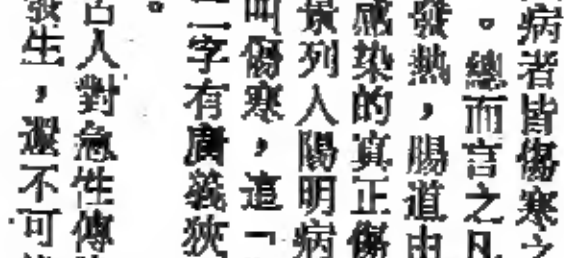 病者皆傷寒之
。總而言之凡
發熱，腸道由
感染的真正傷
景列入陽明病
叫傷寒，這「
二字有廣義狹
。
古人對急性傳
發生，還不可